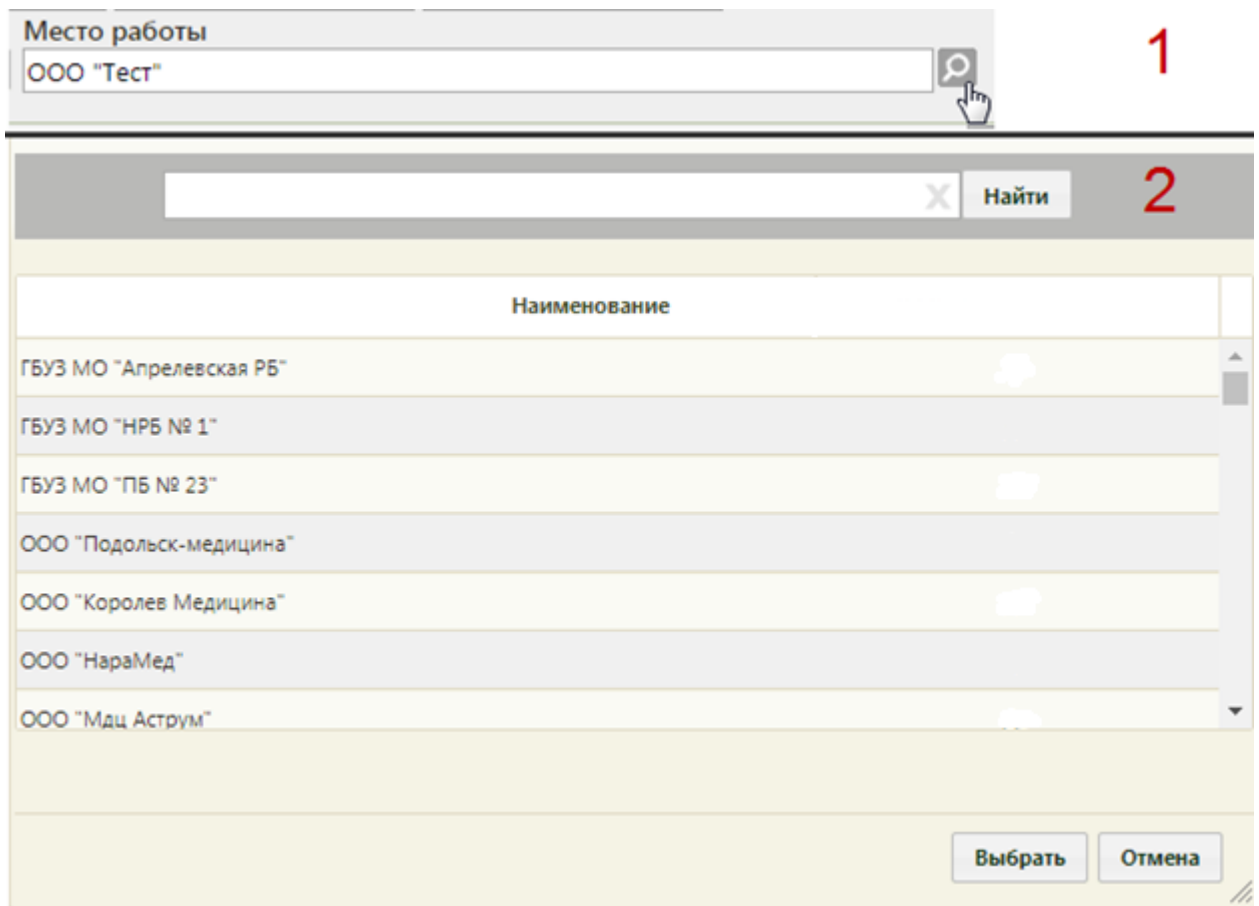 Место работы
1
ООО "Тест"
2
X Найти
Наименование
ГБУЗ МО "Апрелевская РБ"
ГБУЗ МО "НРБ № 1"
ГБУЗ МО "ПБ № 23"
ООО "Подольск-медицина"
ООО "Королев Медицина"
ООО "НараМед"
ООО "Мдц Аструм"
Выбрать Отмена